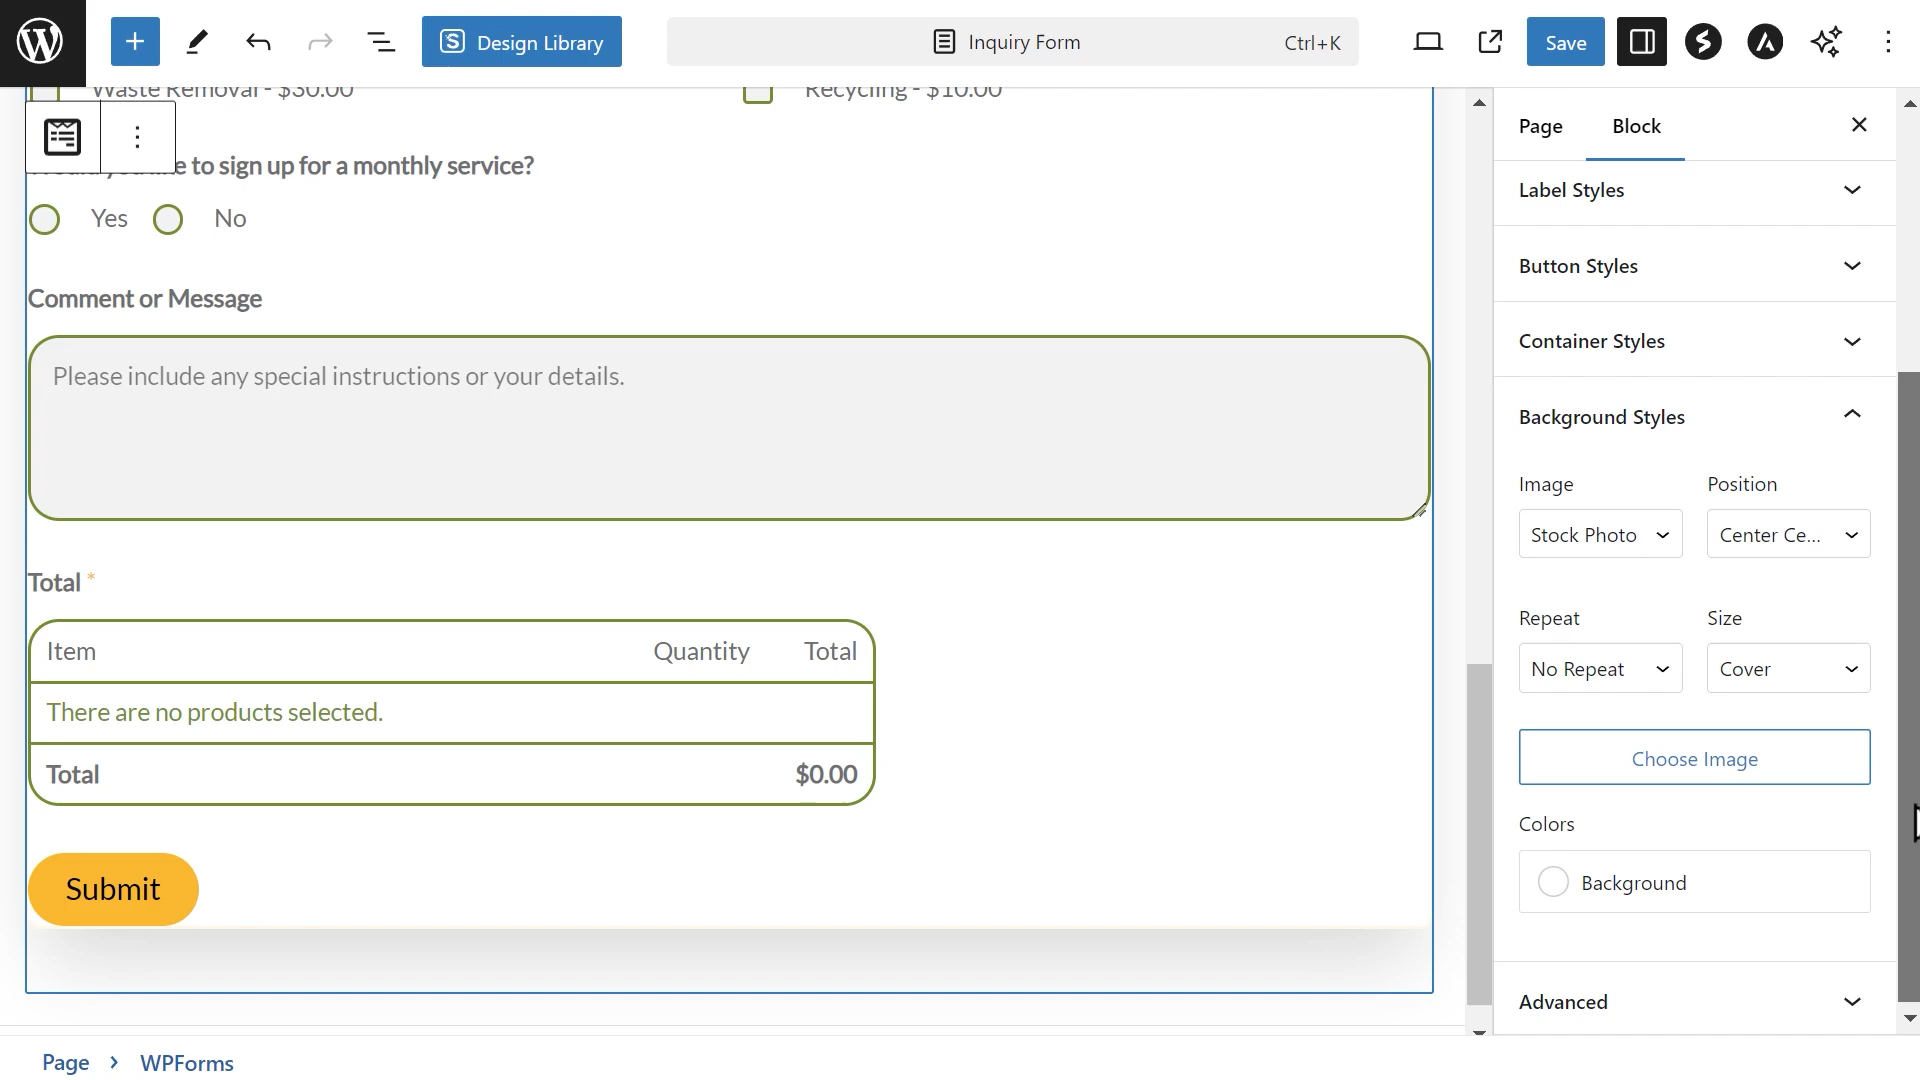 Design Library
Inquiry Form
Ctrl+K
Save
Waste Removal - $30.00
Recycling - $10.00
e to sign up for a monthly service?
Yes
No
Comment or Message
Please include any special instructions or your details.
Total *
Item Quantity Total
There are no products selected.
Total $0.00
Submit
Page Block
Label Styles
Button Styles
Container Styles
Background Styles
Image Position
Stock Photo Center Ce...
Repeat Size
No Repeat Cover
Choose Image
Colors
Background
Advanced
Page > WPForms